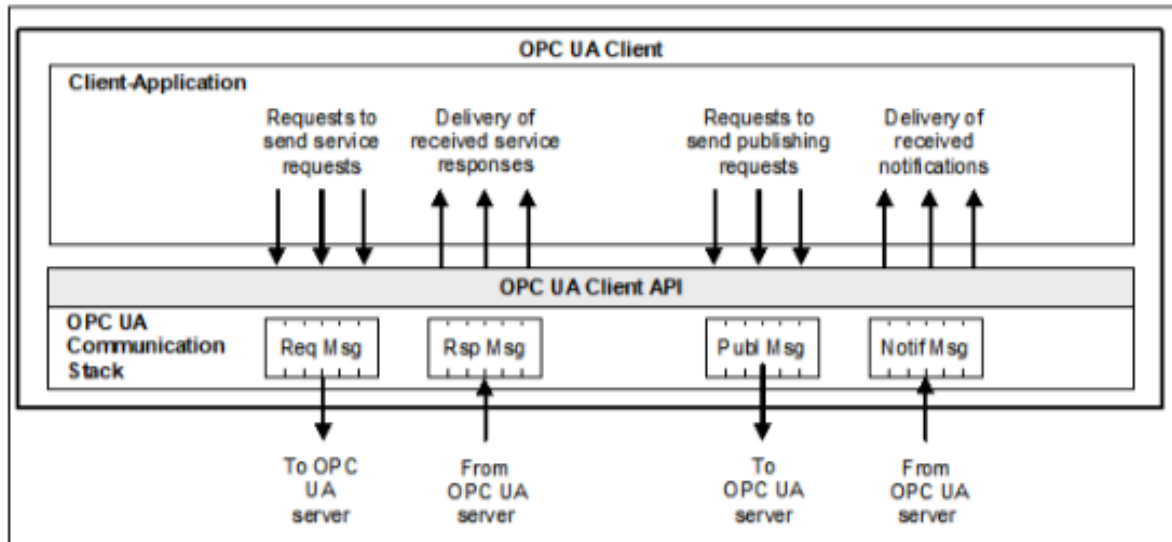 OPC UA Client
Client-Application
Requests to
send service
requests
Delivery of
received service
responses
Requests to
send publishing
requests
Delivery of
received
notifications
OPC UA Client API
OPC UA
Communication
Stack
Req Msg
Rsp Msg
Publ Msg
Notif Msg
To OPC
UA
server
From
OPC UA
server
To
OPC UA
server
From
OPC UA
server